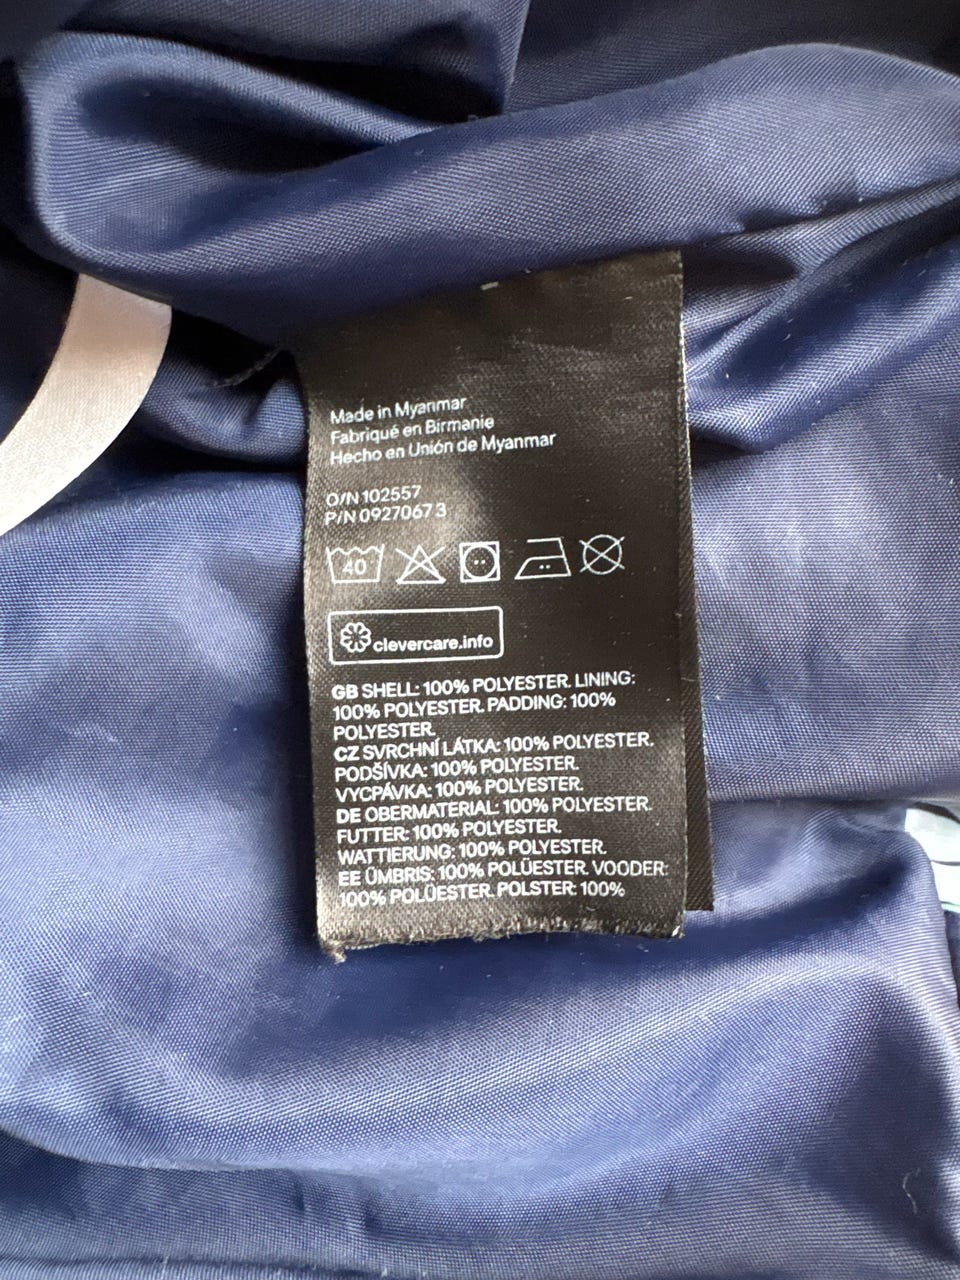 Made in Myanmar
Fabriqué en Birmanie
Hecho en Unión de Myanmar
O/N 102557
P/N 0927067 3
40
clevercare.info
GB SHELL: 100% POLYESTER. LINING:
100% POLYESTER. PADDING: 100%
POLYESTER.
CZ SVRCHNÍ LÁTKA: 100% POLYESTER.
PODŠÍVKA: 100% POLYESTER.
VYCPÁVKA: 100% POLYESTER.
DE OBERMATERIAL: 100% POLYESTER.
FUTTER: 100% POLYESTER.
WATTIERUNG: 100% POLYESTER.
EE ÜMBRIS: 100% POLÜESTER. VOODER:
100% POLÜESTER. POLSTER: 100%